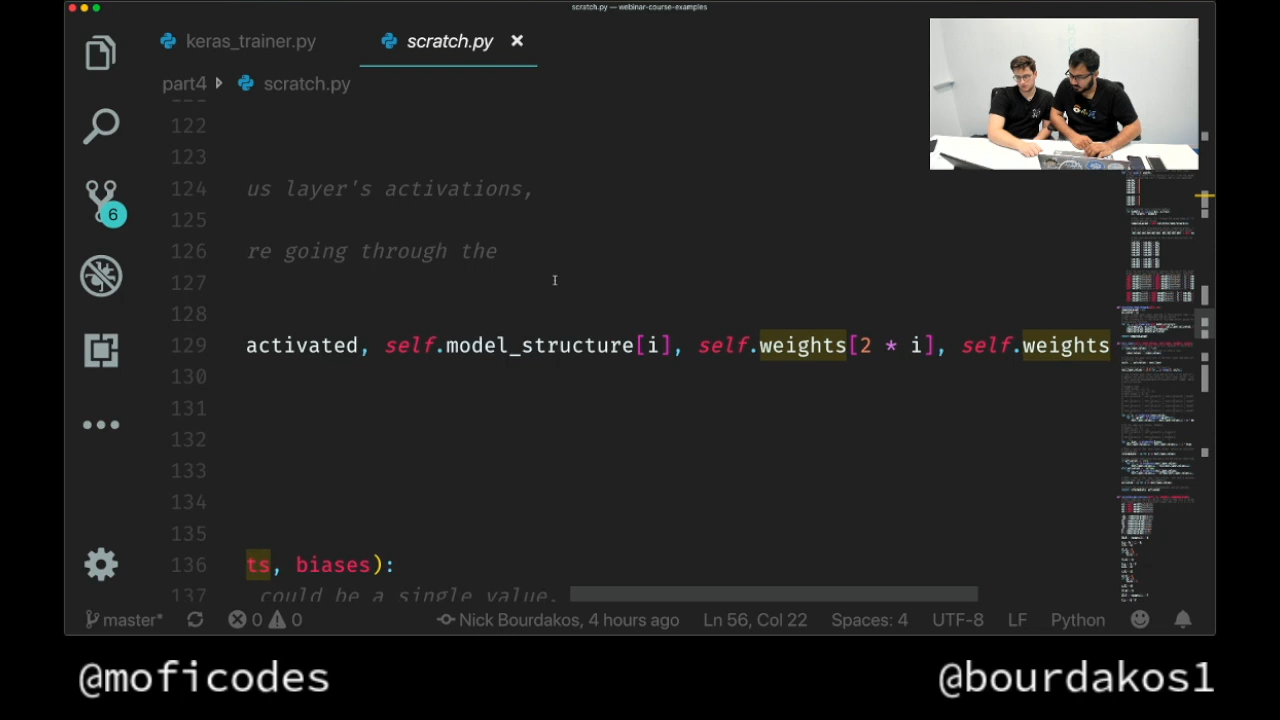 scratch.py — webinar-course-examples
keras_trainer.py
scratch.py
part4
scratch.py
122
123
124 us layer's activations,
125
126 re going through the
127
128
129 activated, self.model_structure[i], self.weights[2 * i], self.weights
130
131
132
133
134
135
136 ts, biases):
137 could be a single value.
6
master*
0
0
Nick Bourdakos, 4 hours ago
Ln 56, Col 22
Spaces: 4
UTF-8
LF
Python
@moficodes
@bourdakos1